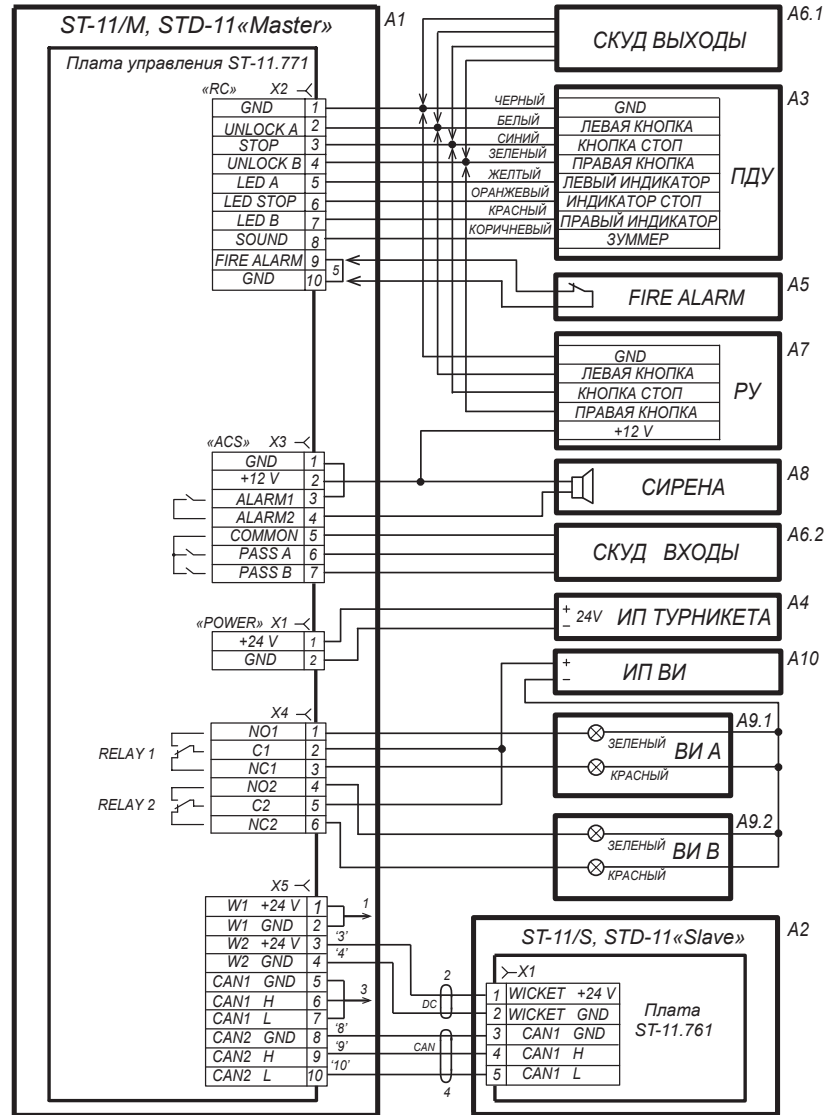 ST-11/M, STD-11«Master»
A1
Плата управления ST-11.771
«RC» X2
GND 1
UNLOCK A 2
STOP 3
UNLOCK B 4
LED A 5
LED STOP 6
LED B 7
SOUND 8
FIRE ALARM 9
GND 10
5
«ACS» X3
GND 1
+12 V 2
ALARM1 3
ALARM2 4
COMMON 5
PASS A 6
PASS B 7
«POWER» X1
+24 V 1
GND 2
X4
RELAY 1
NO1 1
C1 2
NC1 3
RELAY 2
NO2 4
C2 5
NC2 6
X5
W1 +24 V 1
W1 GND 2
W2 +24 V 3
W2 GND 4
CAN1 GND 5
CAN1 H 6
CAN1 L 7
CAN2 GND 8
CAN2 H 9
CAN2 L 10
1
'3'
'4'
3
'8'
'9'
'10'
2
DC
CAN
4
СКУД ВЫХОДЫ
A6.1
ЧЕРНЫЙ
БЕЛЫЙ
СИНИЙ
ЗЕЛЕНЫЙ
ЖЕЛТЫЙ
ОРАНЖЕВЫЙ
КРАСНЫЙ
КОРИЧНЕВЫЙ
A3
GND
ЛЕВАЯ КНОПКА
КНОПКА СТОП
ПРАВАЯ КНОПКА
ЛЕВЫЙ ИНДИКАТОР
ИНДИКАТОР СТОП
ПРАВЫЙ ИНДИКАТОР
ЗУММЕР
ПДУ
FIRE ALARM
A5
A7
GND
ЛЕВАЯ КНОПКА
КНОПКА СТОП
ПРАВАЯ КНОПКА
+12 V
РУ
СИРЕНА
A8
СКУД ВХОДЫ
A6.2
+
–
24V ИП ТУРНИКЕТА
A4
+
–
ИП ВИ
A10
A9.1
ЗЕЛЕНЫЙ
ВИ А
КРАСНЫЙ
A9.2
ЗЕЛЕНЫЙ
ВИ В
КРАСНЫЙ
ST-11/S, STD-11«Slave»
A2
X1
1 WICKET +24 V
2 WICKET GND
3 CAN1 GND
4 CAN1 H
5 CAN1 L
Плата
ST-11.761